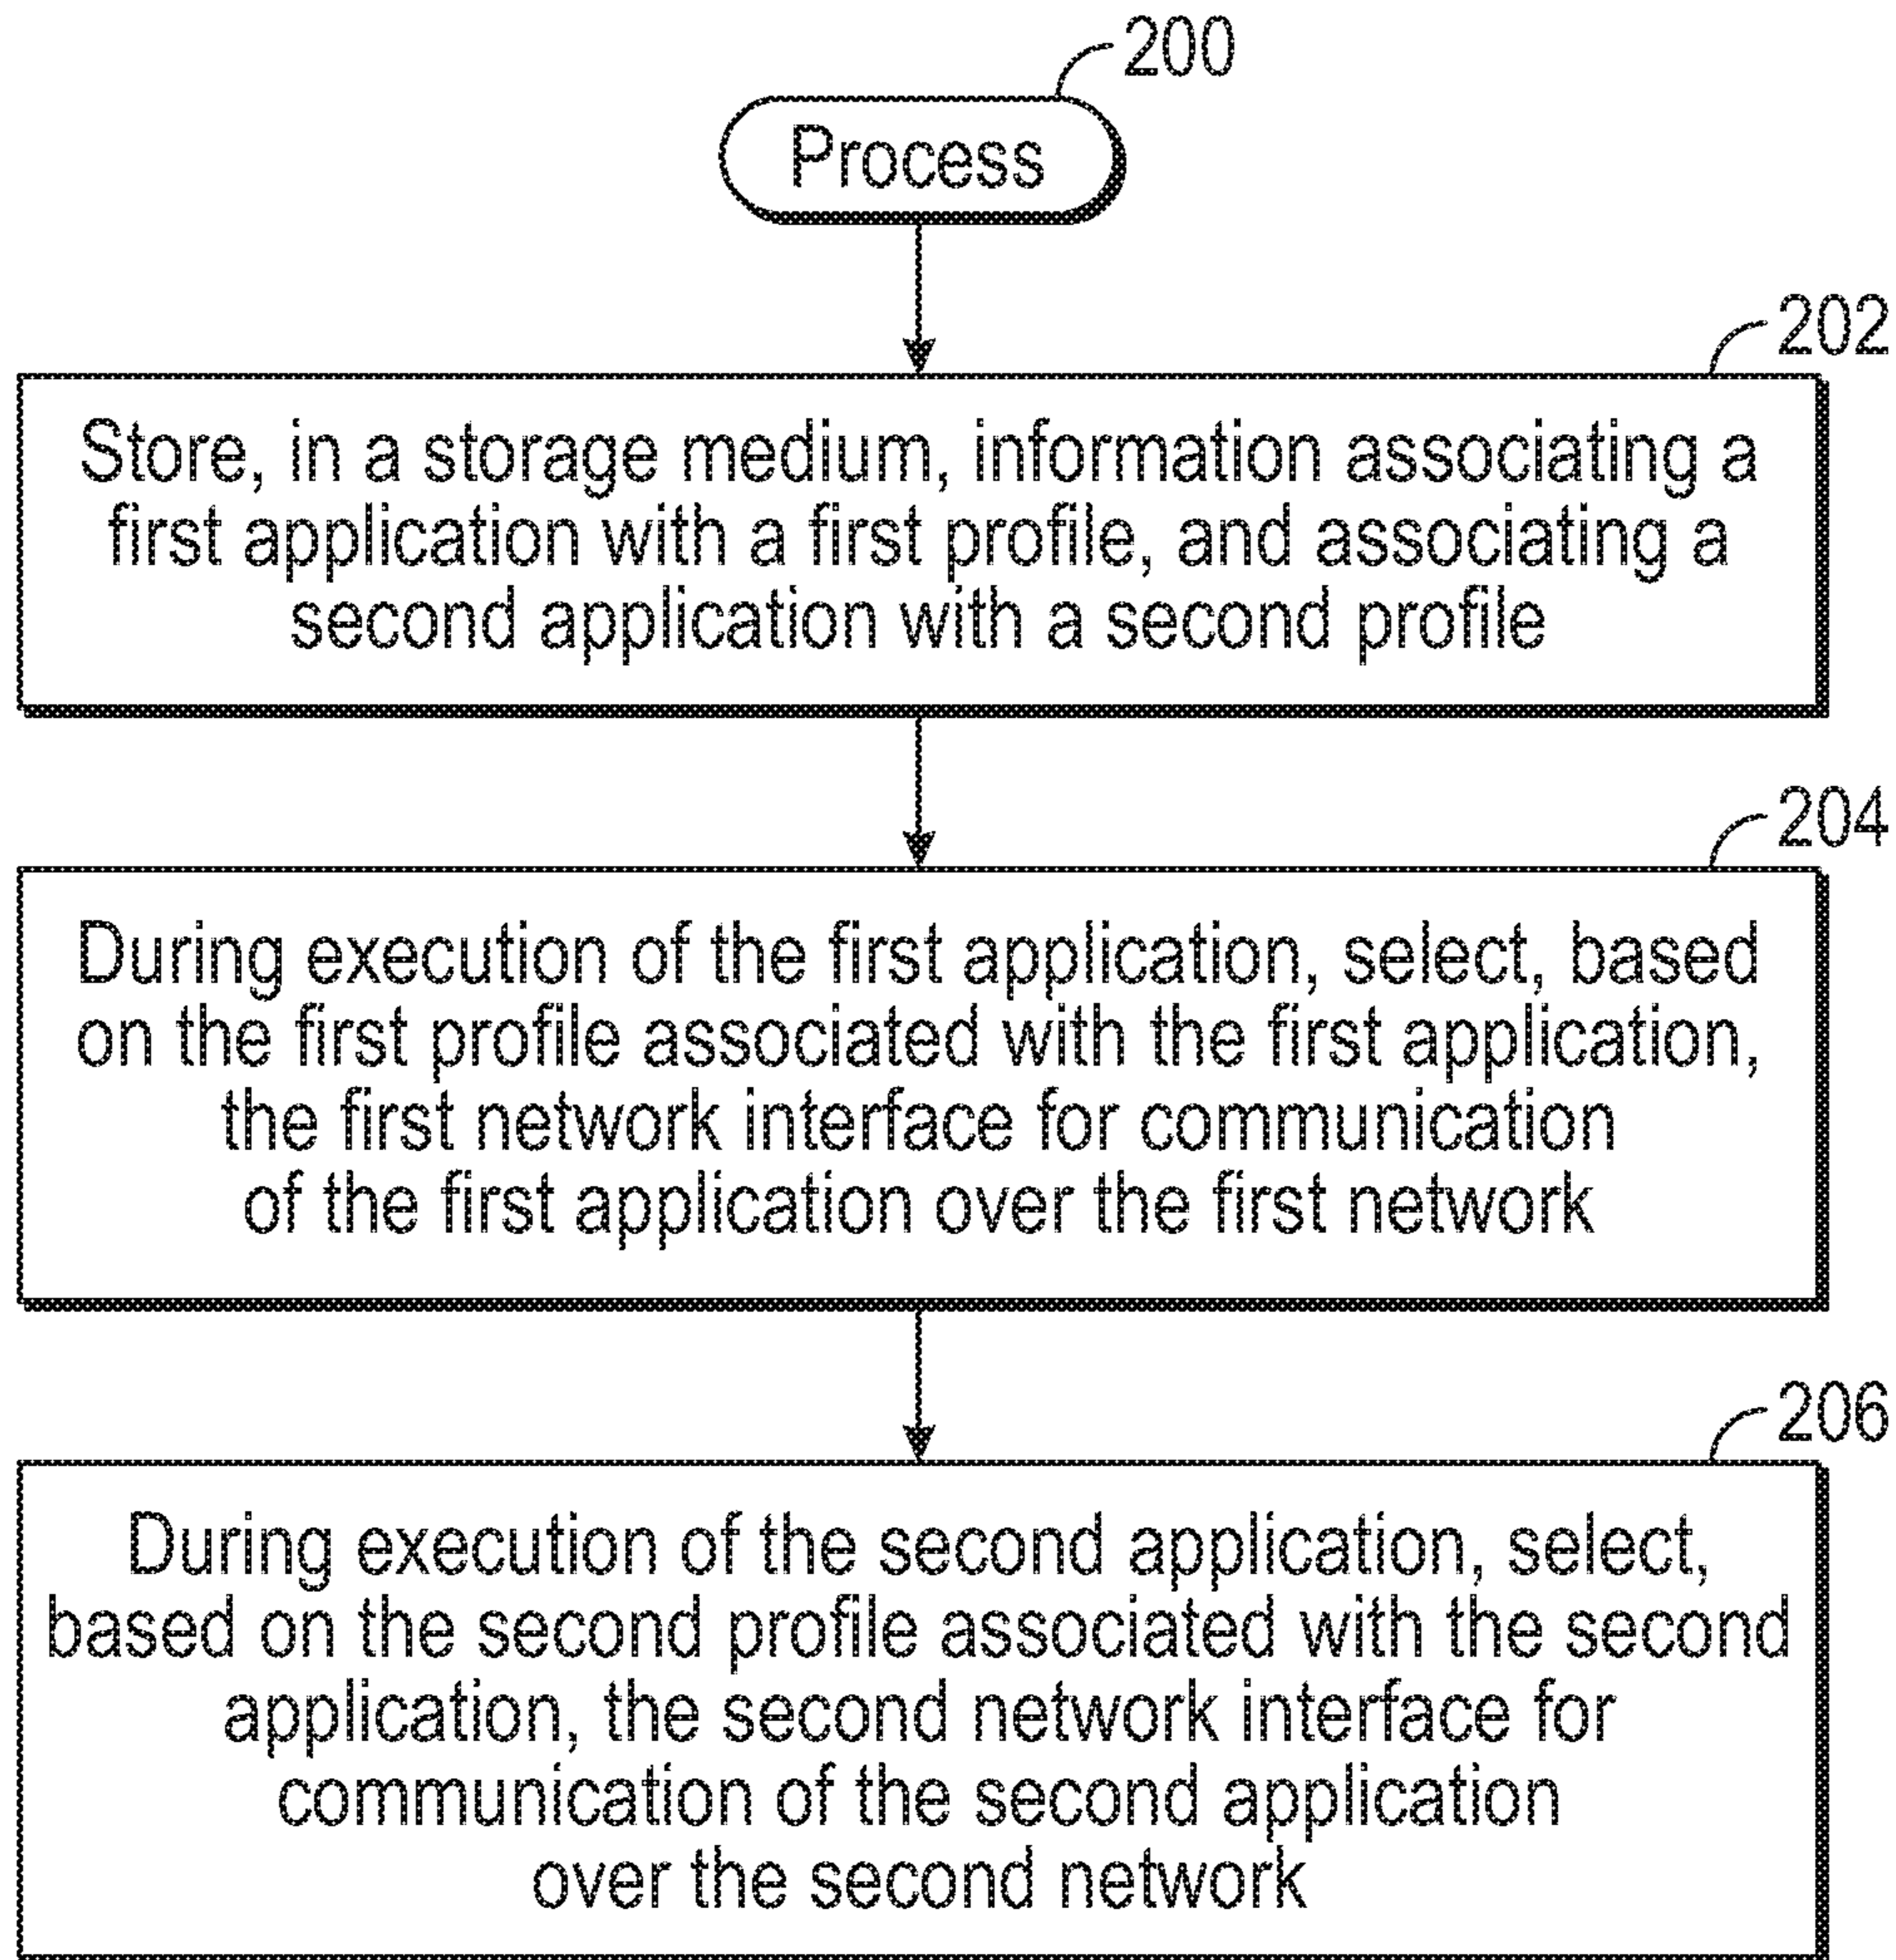 200
Process
202
Store, in a storage medium, information associating a
first application with a first profile, and associating a
second application with a second profile
204
During execution of the first application, select, based
on the first profile associated with the first application,
the first network interface for communication
of the first application over the first network
206
During execution of the second application, select,
based on the second profile associated with the second
application, the second network interface for
communication of the second application
over the second network